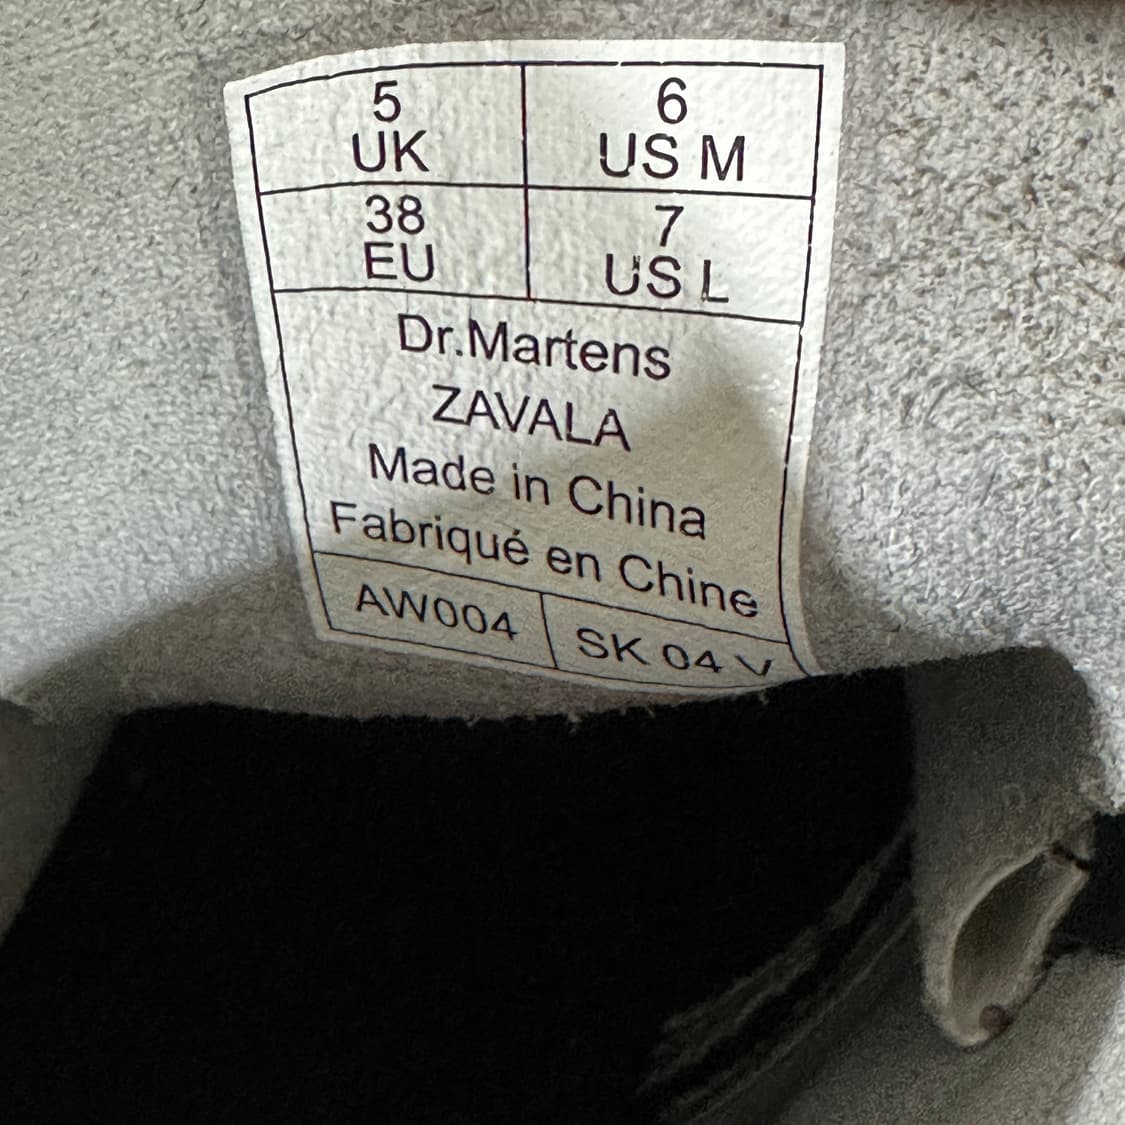 5
UK
6
US M
38
EU
7
US L
Dr.Martens
ZAVALA
Made in China
Fabriqué en Chine
AW004
SK 04 V